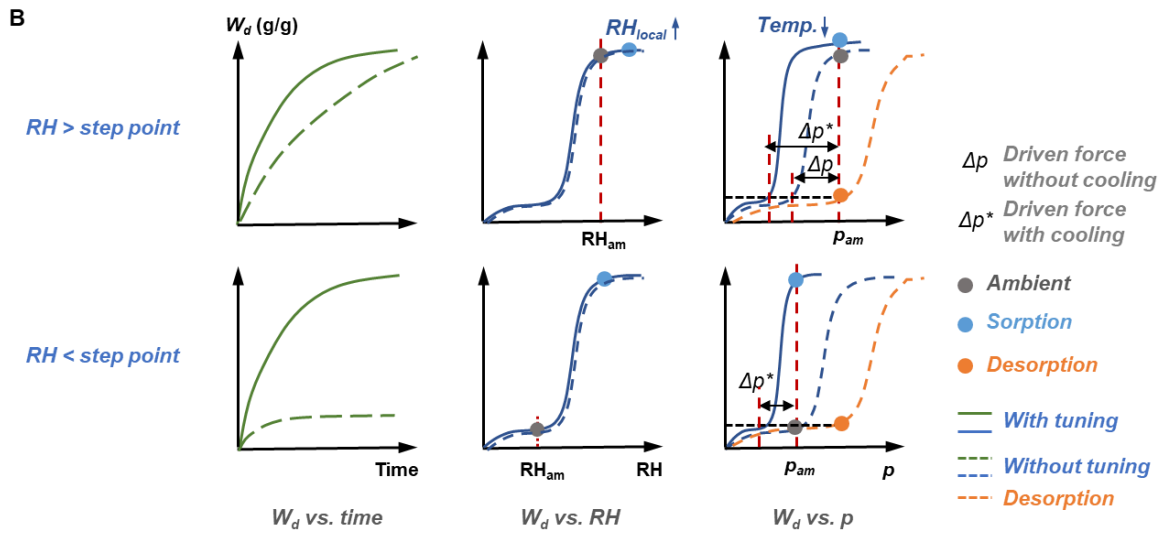 B
W_d (g/g)
RH_local ↑
Temp. ↓
RH > step point
Δp*
Δp
RH_am
p_am
Δp Driven force
without cooling
Δp* Driven force
with cooling
RH < step point
Δp*
Time
RH_am
RH
p_am
p
Ambient
Sorption
Desorption
With tuning
Without tuning
Desorption
W_d vs. time
W_d vs. RH
W_d vs. p